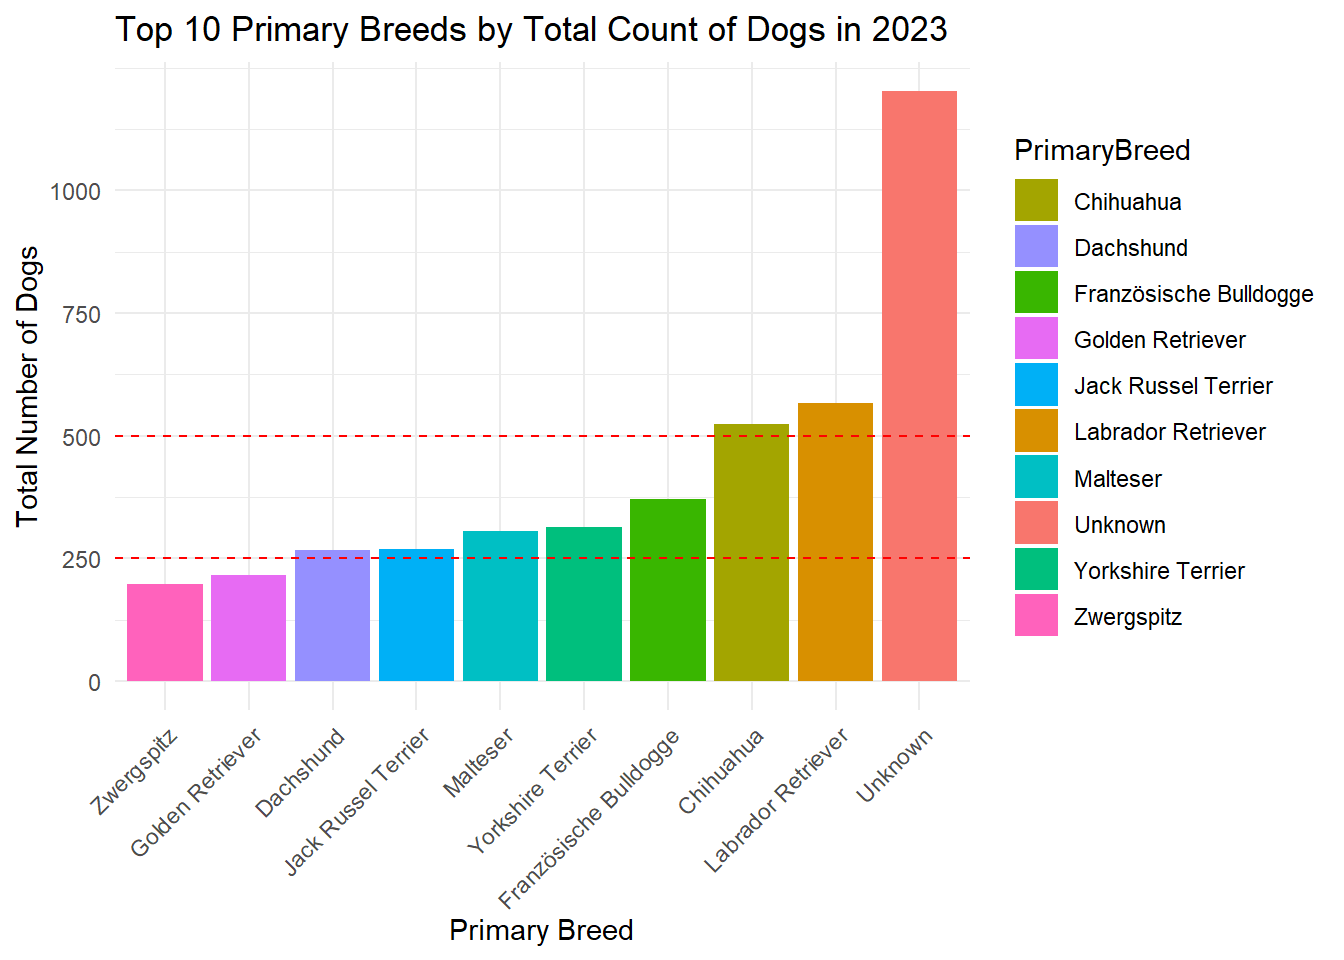 Top 10 Primary Breeds by Total Count of Dogs in 2023
Total Number of Dogs
1000
750
500
250
0
Zwergspitz
Golden Retriever
Dachshund
Jack Russel Terrier
Malteser
Yorkshire Terrier
Französische Bulldogge
Chihuahua
Labrador Retriever
Unknown
Primary Breed
PrimaryBreed
Chihuahua
Dachshund
Französische Bulldogge
Golden Retriever
Jack Russel Terrier
Labrador Retriever
Malteser
Unknown
Yorkshire Terrier
Zwergspitz